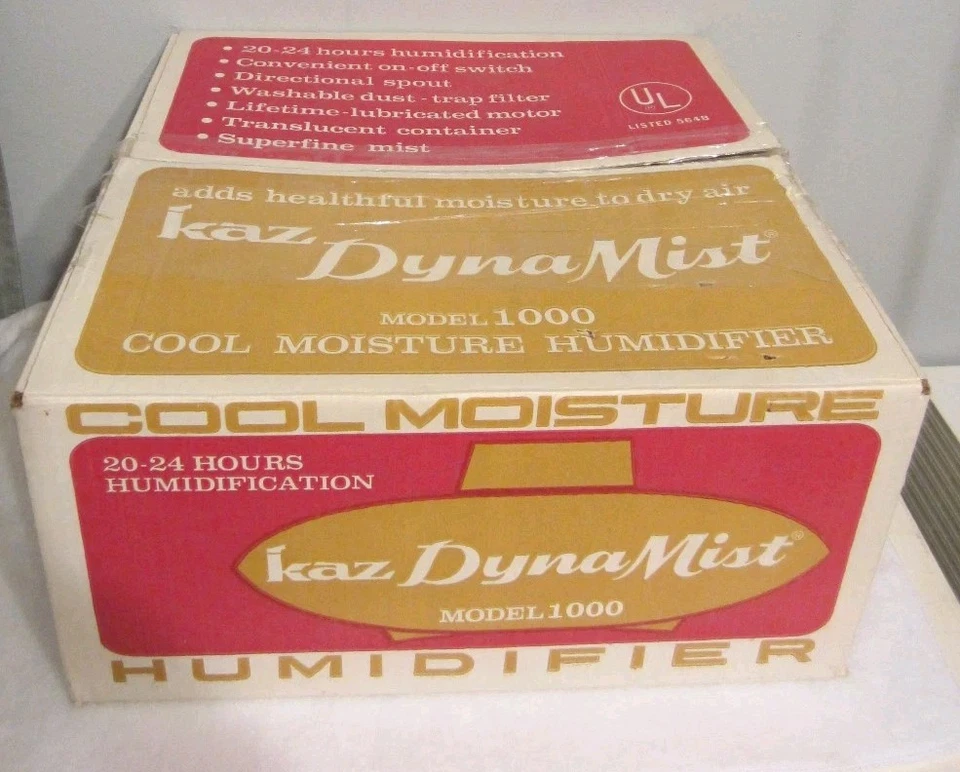 • 20-24 hours humidification
• Convenient on-off switch
• Directional spout
• Washable dust-trap filter
• Lifetime-lubricated motor
• Translucent container
• Superfine mist
UL
®
LISTED 564B
adds healthful moisture to dry air
kaz DynaMist®
MODEL 1000
COOL MOISTURE HUMIDIFIER
COOL MOISTURE
20-24 HOURS
HUMIDIFICATION
kaz DynaMist®
MODEL 1000
HUMIDIFIER